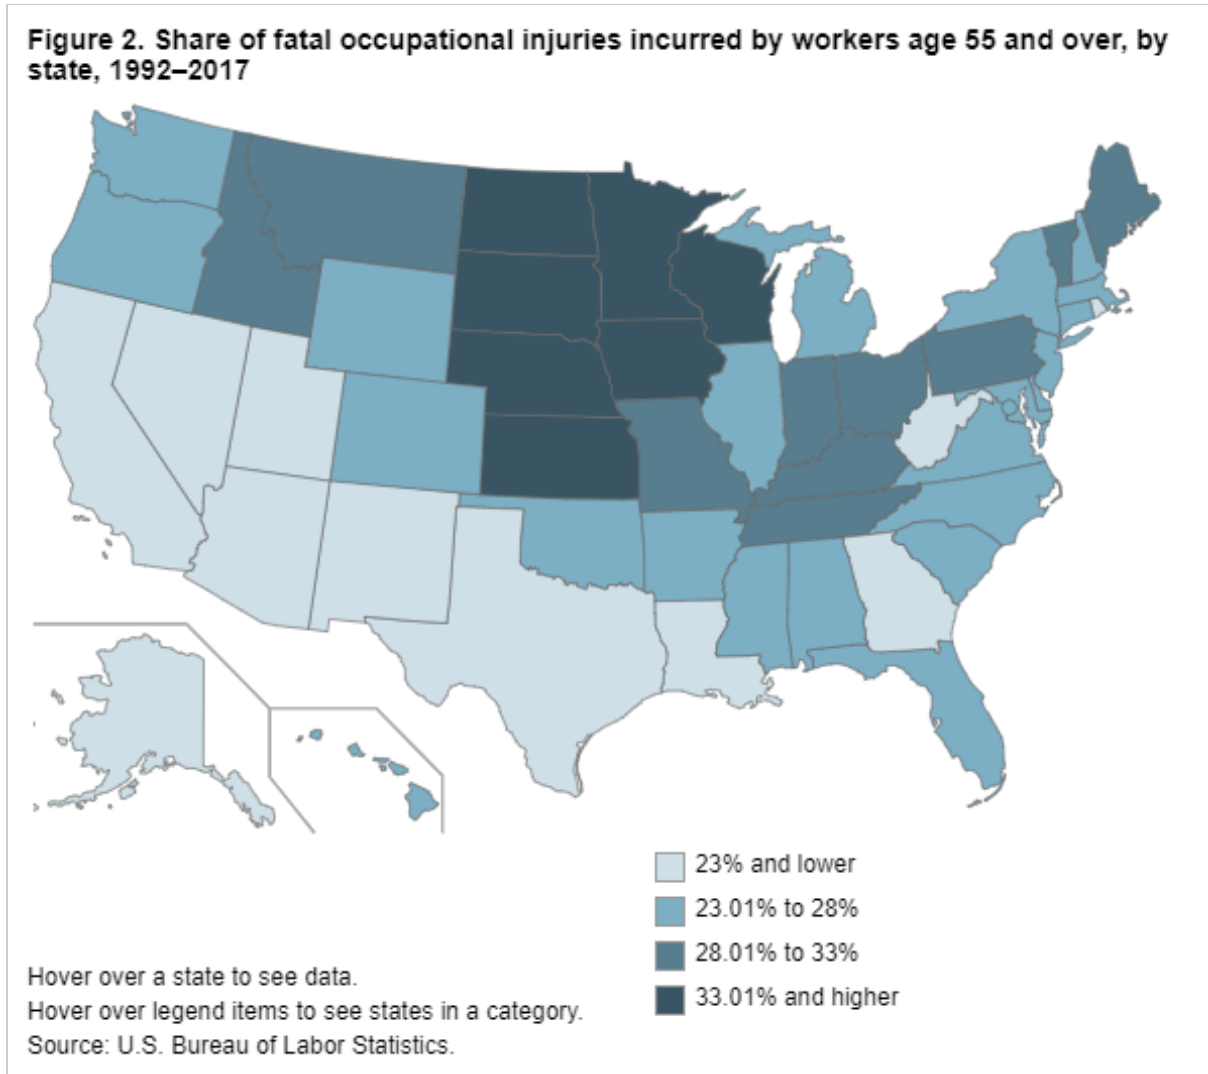 Figure 2. Share of fatal occupational injuries incurred by workers age 55 and over, by
state, 1992–2017
23% and lower
23.01% to 28%
28.01% to 33%
33.01% and higher
Hover over a state to see data.
Hover over legend items to see states in a category.
Source: U.S. Bureau of Labor Statistics.